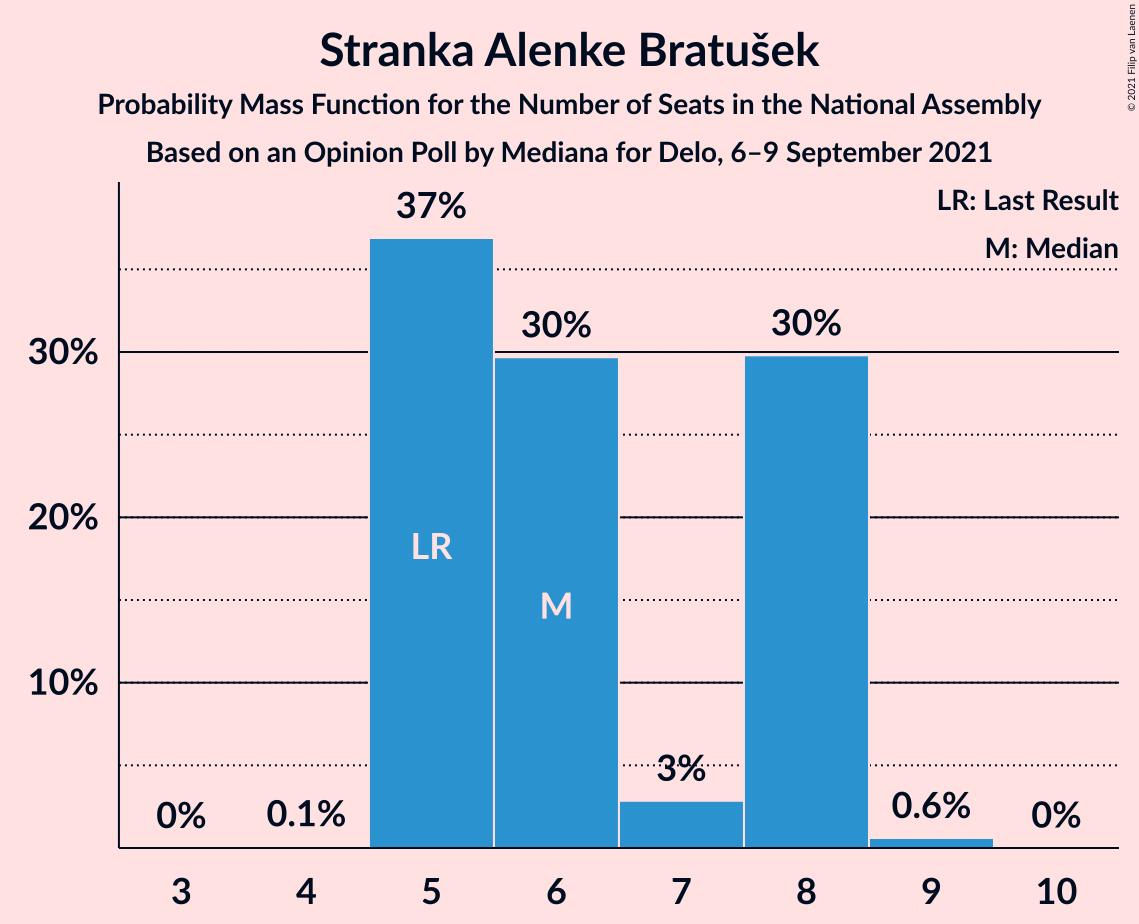 Stranka Alenke Bratušek
Probability Mass Function for the Number of Seats in the National Assembly
Based on an Opinion Poll by Mediana for Delo, 6–9 September 2021
© 2021 Filip van Laenen
LR: Last Result
M: Median
37%
30%
30%
30%
20%
LR
M
10%
3%
0%
0.1%
0.6%
0%
3 4 5 6 7 8 9 10